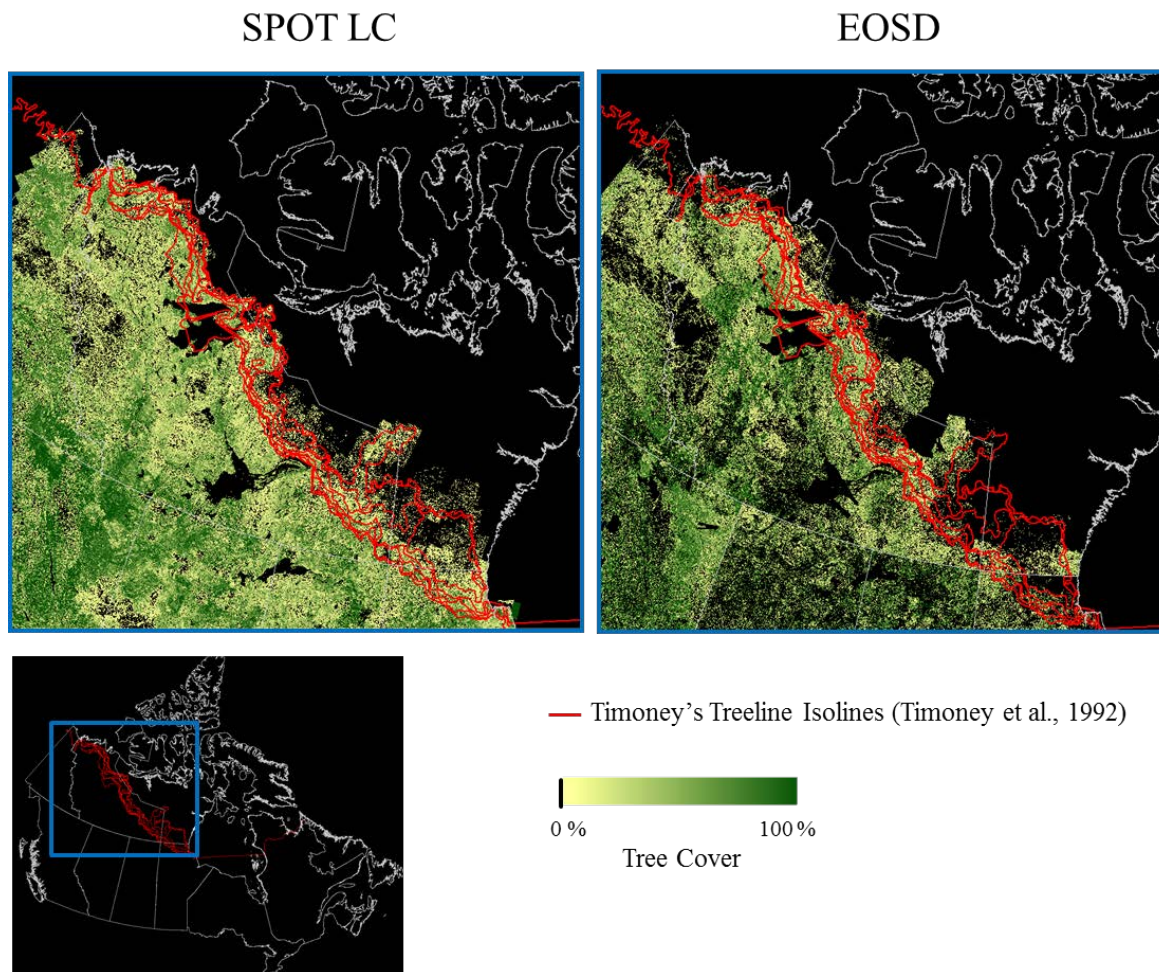 SPOT LC
EOSD
Timoney's Treeline Isolines (Timoney et al., 1992)
0 %
100 %
Tree Cover